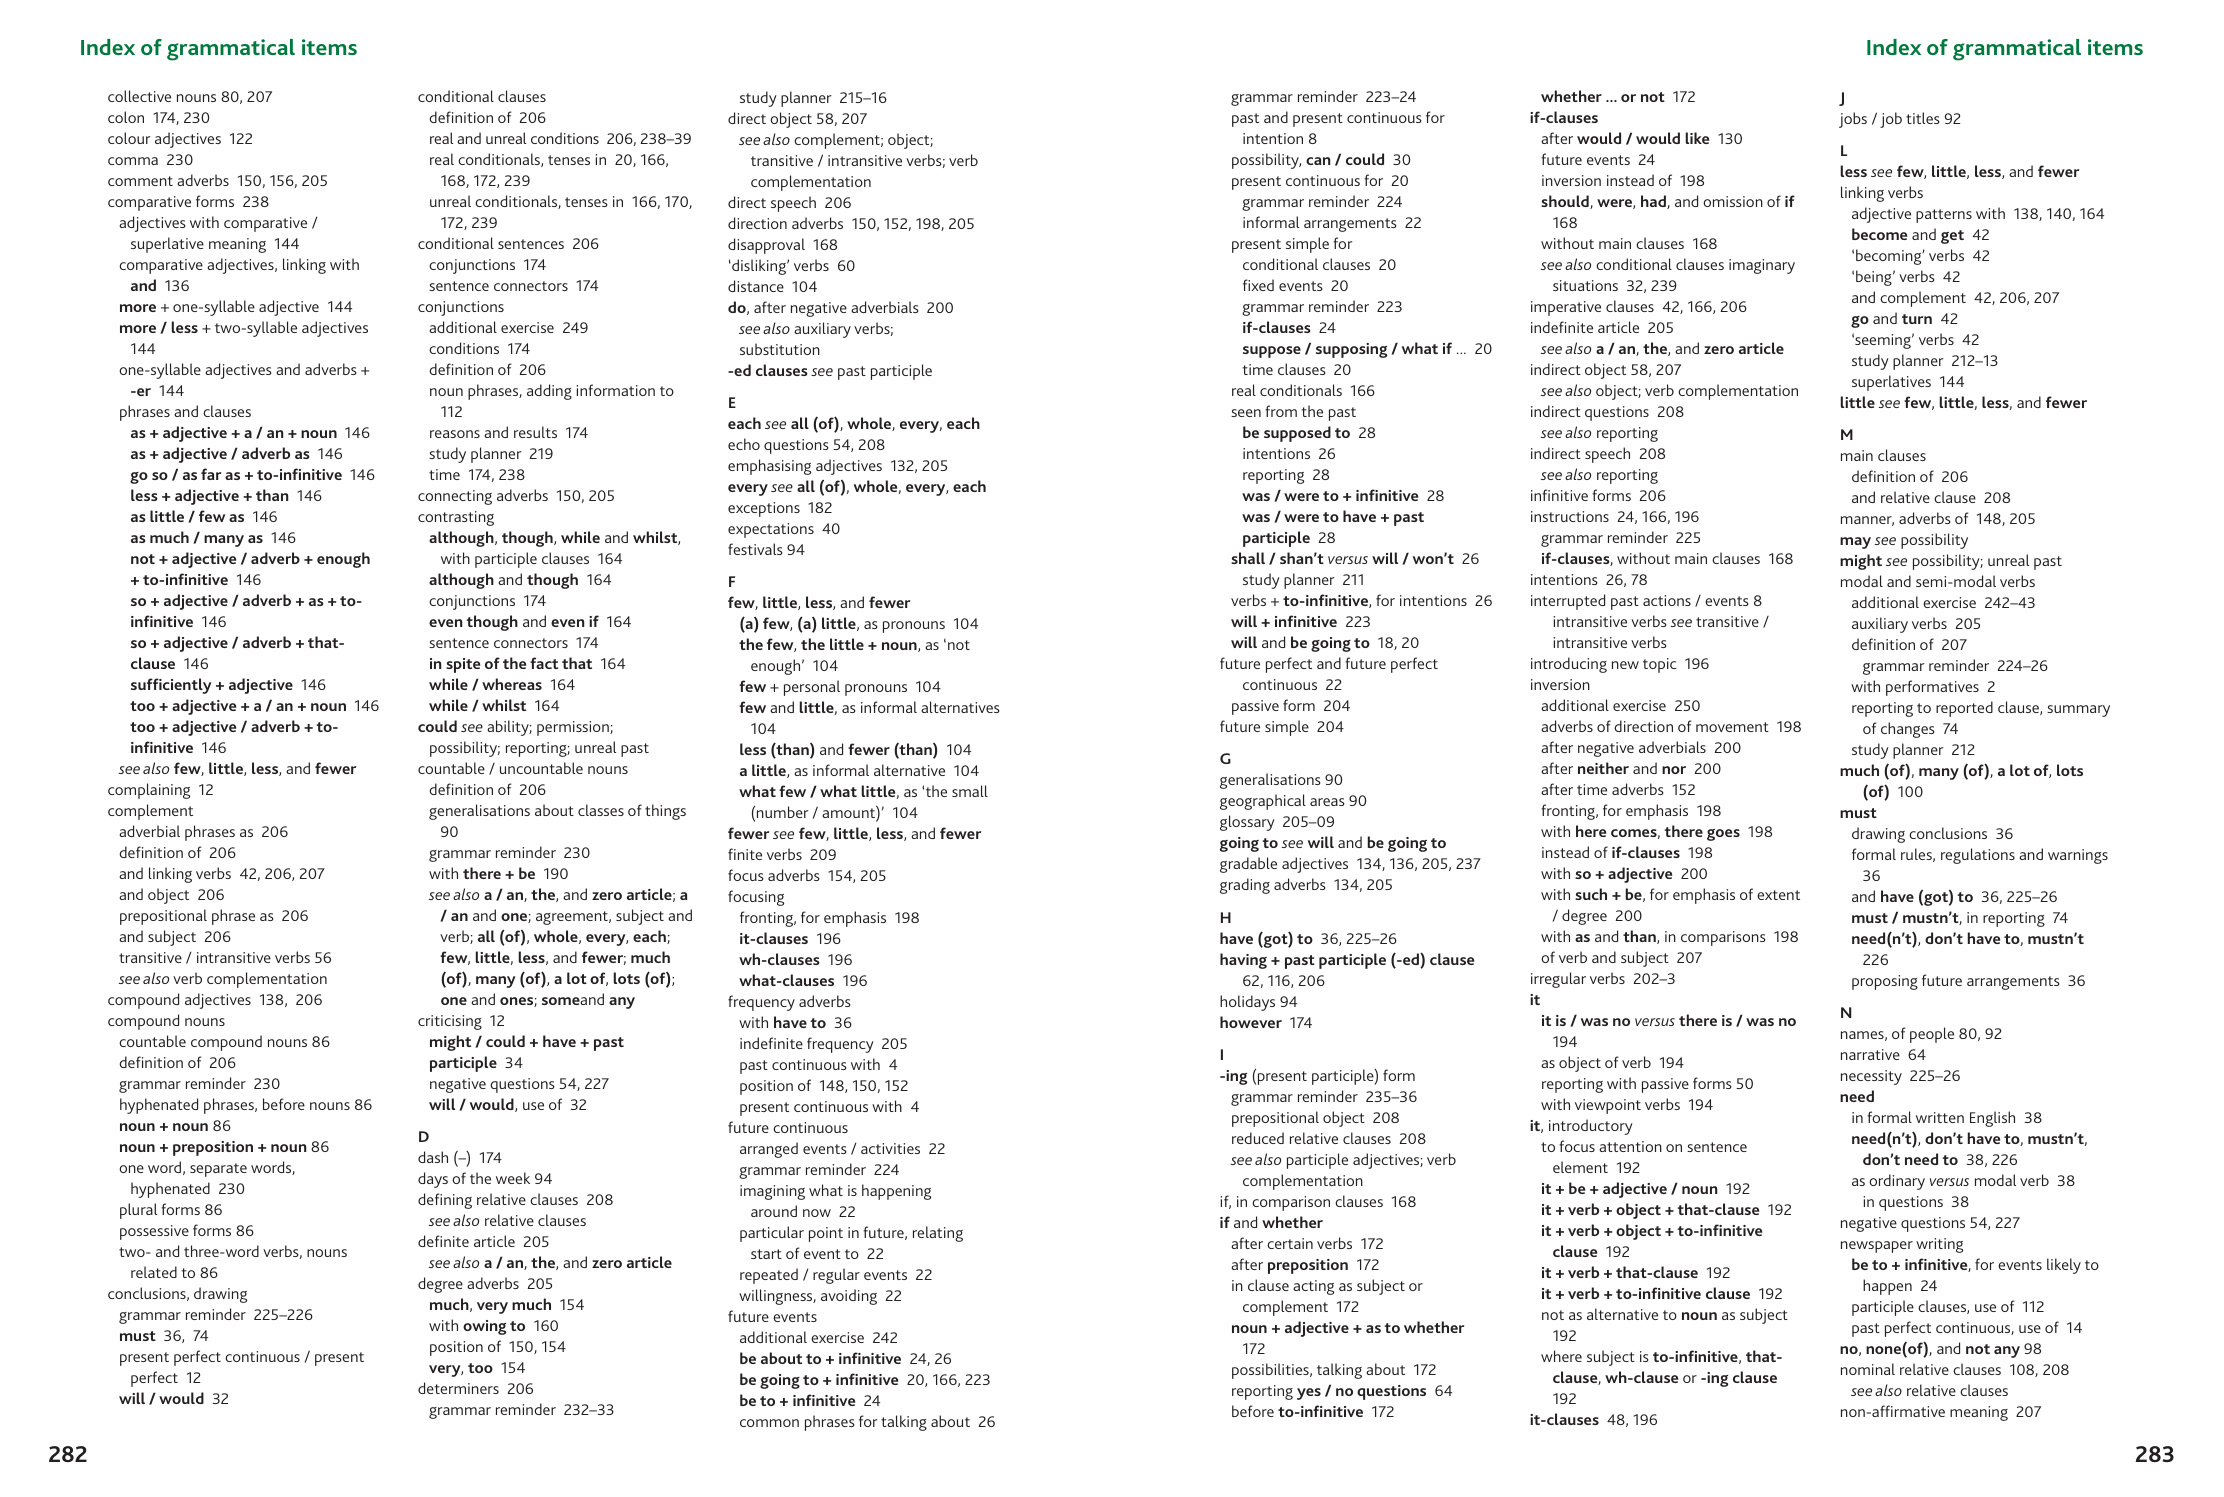 Index of grammatical items
collective nouns 80, 207
colon 174, 230
colour adjectives 122
comma 230
comment adverbs 150, 156, 205
comparative forms 238
adjectives with comparative /
superlative meaning 144
comparative adjectives, linking with
and 136
more + one-syllable adjective 144
more / less + two-syllable adjectives
144
one-syllable adjectives and adverbs +
-er 144
phrases and clauses
as + adjective + a / an + noun 146
as + adjective / adverb as 146
go so / as far as + to-infinitive 146
less + adjective + than 146
as little / few as 146
as much / many as 146
not + adjective / adverb + enough
+ to-infinitive 146
so + adjective / adverb + as + to-
infinitive 146
so + adjective / adverb + that-
clause 146
sufficiently + adjective 146
too + adjective + a / an + noun 146
too + adjective / adverb + to-
infinitive 146
see also few, little, less, and fewer
complaining 12
complement
adverbial phrases as 206
definition of 206
and linking verbs 42, 206, 207
and object 206
prepositional phrase as 206
and subject 206
transitive / intransitive verbs 56
see also verb complementation
compound adjectives 138, 206
compound nouns
countable compound nouns 86
definition of 206
grammar reminder 230
hyphenated phrases, before nouns 86
noun + noun 86
noun + preposition + noun 86
one word, separate words,
hyphenated 230
plural forms 86
possessive forms 86
two- and three-word verbs, nouns
related to 86
conclusions, drawing
grammar reminder 225–226
must 36, 74
present perfect continuous / present
perfect 12
will / would 32
conditional clauses
definition of 206
real and unreal conditions 206, 238–39
real conditionals, tenses in 20, 166,
168, 172, 239
unreal conditionals, tenses in 166, 170,
172, 239
conditional sentences 206
conjunctions 174
sentence connectors 174
conjunctions
additional exercise 249
conditions 174
definition of 206
noun phrases, adding information to
112
reasons and results 174
study planner 219
time 174, 238
connecting adverbs 150, 205
contrasting
although, though, while and whilst,
with participle clauses 164
although and though 164
conjunctions 174
even though and even if 164
sentence connectors 174
in spite of the fact that 164
while / whereas 164
while / whilst 164
could see ability; permission;
possibility; reporting; unreal past
countable / uncountable nouns
definition of 206
generalisations about classes of things
90
grammar reminder 230
with there + be 190
see also a / an, the, and zero article; a
/ an and one; agreement, subject and
verb; all (of), whole, every, each;
few, little, less, and fewer; much
(of), many (of), a lot of, lots (of);
one and ones; someand any
criticising 12
might / could + have + past
participle 34
negative questions 54, 227
will / would, use of 32
D
dash (–) 174
days of the week 94
defining relative clauses 208
see also relative clauses
definite article 205
see also a / an, the, and zero article
degree adverbs 205
much, very much 154
with owing to 160
position of 150, 154
very, too 154
determiners 206
grammar reminder 232–33
study planner 215–16
direct object 58, 207
see also complement; object;
transitive / intransitive verbs; verb
complementation
direct speech 206
direction adverbs 150, 152, 198, 205
disapproval 168
‘disliking’ verbs 60
distance 104
do, after negative adverbials 200
see also auxiliary verbs;
substitution
-ed clauses see past participle
E
each see all (of), whole, every, each
echo questions 54, 208
emphasising adjectives 132, 205
every see all (of), whole, every, each
exceptions 182
expectations 40
festivals 94
F
few, little, less, and fewer
(a) few, (a) little, as pronouns 104
the few, the little + noun, as ‘not
enough’ 104
few + personal pronouns 104
few and little, as informal alternatives
104
less (than) and fewer (than) 104
a little, as informal alternative 104
what few / what little, as ‘the small
(number / amount)’ 104
fewer see few, little, less, and fewer
finite verbs 209
focus adverbs 154, 205
focusing
fronting, for emphasis 198
it-clauses 196
wh-clauses 196
what-clauses 196
frequency adverbs
with have to 36
indefinite frequency 205
past continuous with 4
position of 148, 150, 152
present continuous with 4
future continuous
arranged events / activities 22
grammar reminder 224
imagining what is happening
around now 22
particular point in future, relating
start of event to 22
repeated / regular events 22
willingness, avoiding 22
future events
additional exercise 242
be about to + infinitive 24, 26
be going to + infinitive 20, 166, 223
be to + infinitive 24
common phrases for talking about 26
282
Index of grammatical items
grammar reminder 223–24
past and present continuous for
intention 8
possibility, can / could 30
present continuous for 20
grammar reminder 224
informal arrangements 22
present simple for
conditional clauses 20
fixed events 20
grammar reminder 223
if-clauses 24
suppose / supposing / what if ... 20
time clauses 20
real conditionals 166
seen from the past
be supposed to 28
intentions 26
reporting 28
was / were to + infinitive 28
was / were to have + past
participle 28
shall / shan’t versus will / won’t 26
study planner 211
verbs + to-infinitive, for intentions 26
will + infinitive 223
will and be going to 18, 20
future perfect and future perfect
continuous 22
passive form 204
future simple 204
G
generalisations 90
geographical areas 90
glossary 205–09
going to see will and be going to
gradable adjectives 134, 136, 205, 237
grading adverbs 134, 205
H
have (got) to 36, 225–26
having + past participle (-ed) clause
62, 116, 206
holidays 94
however 174
I
-ing (present participle) form
grammar reminder 235–36
prepositional object 208
reduced relative clauses 208
see also participle adjectives; verb
complementation
if, in comparison clauses 168
if and whether
after certain verbs 172
after preposition 172
in clause acting as subject or
complement 172
noun + adjective + as to whether
172
possibilities, talking about 172
reporting yes / no questions 64
before to-infinitive 172
whether ... or not 172
if-clauses
after would / would like 130
future events 24
inversion instead of 198
should, were, had, and omission of if
168
without main clauses 168
see also conditional clauses imaginary
situations 32, 239
imperative clauses 42, 166, 206
indefinite article 205
see also a / an, the, and zero article
indirect object 58, 207
see also object; verb complementation
indirect questions 208
see also reporting
indirect speech 208
see also reporting
infinitive forms 206
instructions 24, 166, 196
grammar reminder 225
if-clauses, without main clauses 168
intentions 26, 78
interrupted past actions / events 8
intransitive verbs see transitive /
intransitive verbs
introducing new topic 196
inversion
additional exercise 250
adverbs of direction of movement 198
after negative adverbials 200
after neither and nor 200
after time adverbs 152
fronting, for emphasis 198
with here comes, there goes 198
instead of if-clauses 198
with so + adjective 200
with such + be, for emphasis of extent
/ degree 200
with as and than, in comparisons 198
of verb and subject 207
irregular verbs 202–3
it
it is / was no versus there is / was no
194
as object of verb 194
reporting with passive forms 50
with viewpoint verbs 194
it, introductory
to focus attention on sentence
element 192
it + be + adjective / noun 192
it + verb + object + that-clause 192
it + verb + object + to-infinitive
clause 192
it + verb + that-clause 192
it + verb + to-infinitive clause 192
not as alternative to noun as subject
192
where subject is to-infinitive, that-
clause, wh-clause or -ing clause
192
it-clauses 48, 196
J
jobs / job titles 92
L
less see few, little, less, and fewer
linking verbs
adjective patterns with 138, 140, 164
become and get 42
‘becoming’ verbs 42
‘being’ verbs 42
and complement 42, 206, 207
go and turn 42
‘seeming’ verbs 42
study planner 212–13
superlatives 144
little see few, little, less, and fewer
M
main clauses
definition of 206
and relative clause 208
manner, adverbs of 148, 205
may see possibility
might see possibility; unreal past
modal and semi-modal verbs
additional exercise 242–43
auxiliary verbs 205
definition of 207
grammar reminder 224–26
with performatives 2
reporting to reported clause, summary
of changes 74
study planner 212
much (of), many (of), a lot of, lots
(of) 100
must
drawing conclusions 36
formal rules, regulations and warnings
36
and have (got) to 36, 225–26
must / mustn’t, in reporting 74
need(n’t), don’t have to, mustn’t
226
proposing future arrangements 36
N
names, of people 80, 92
narrative 64
necessity 225–26
need
in formal written English 38
need(n’t), don’t have to, mustn’t,
don’t need to 38, 226
as ordinary versus modal verb 38
in questions 38
negative questions 54, 227
newspaper writing
be to + infinitive, for events likely to
happen 24
participle clauses, use of 112
past perfect continuous, use of 14
no, none(of), and not any 98
nominal relative clauses 108, 208
see also relative clauses
non-affirmative meaning 207
283